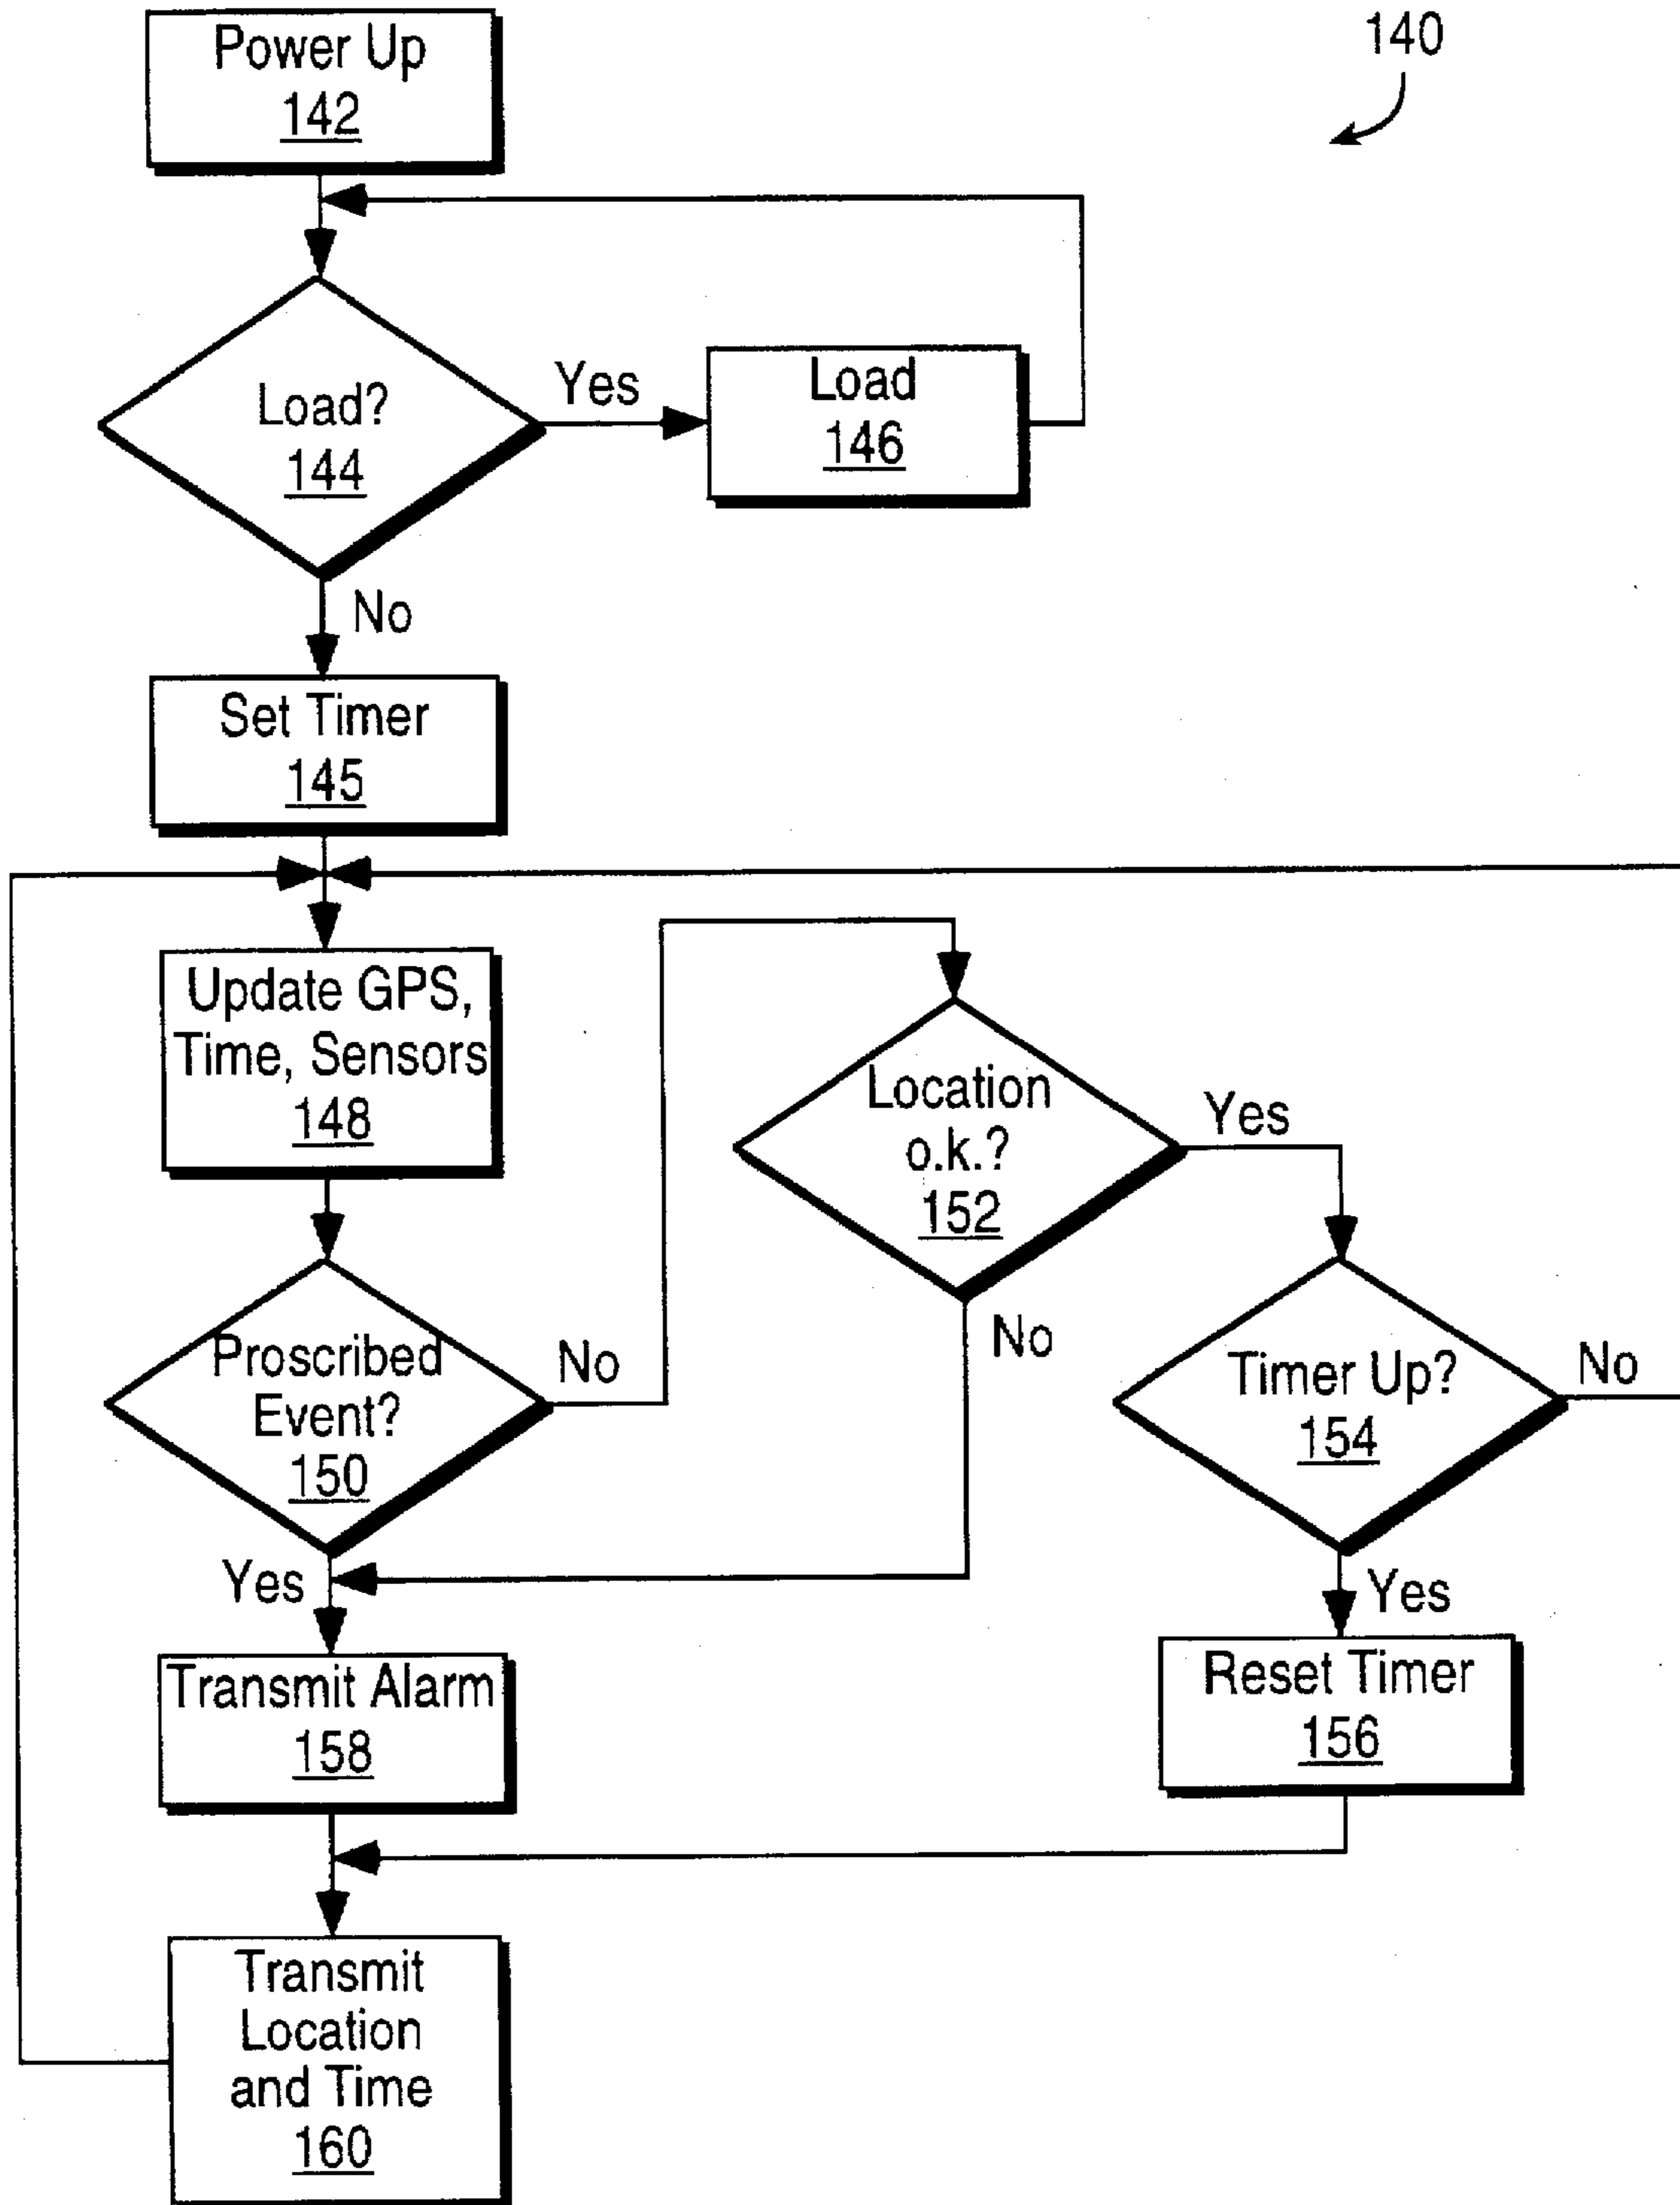 140
Power Up
142
Load?
144
Yes
Load
146
No
Set Timer
145
Update GPS,
Time, Sensors
148
Location
o.k.?
152
Yes
No
Proscribed
Event?
150
No
Yes
Timer Up?
154
No
Yes
Transmit Alarm
158
Reset Timer
156
Transmit
Location
and Time
160